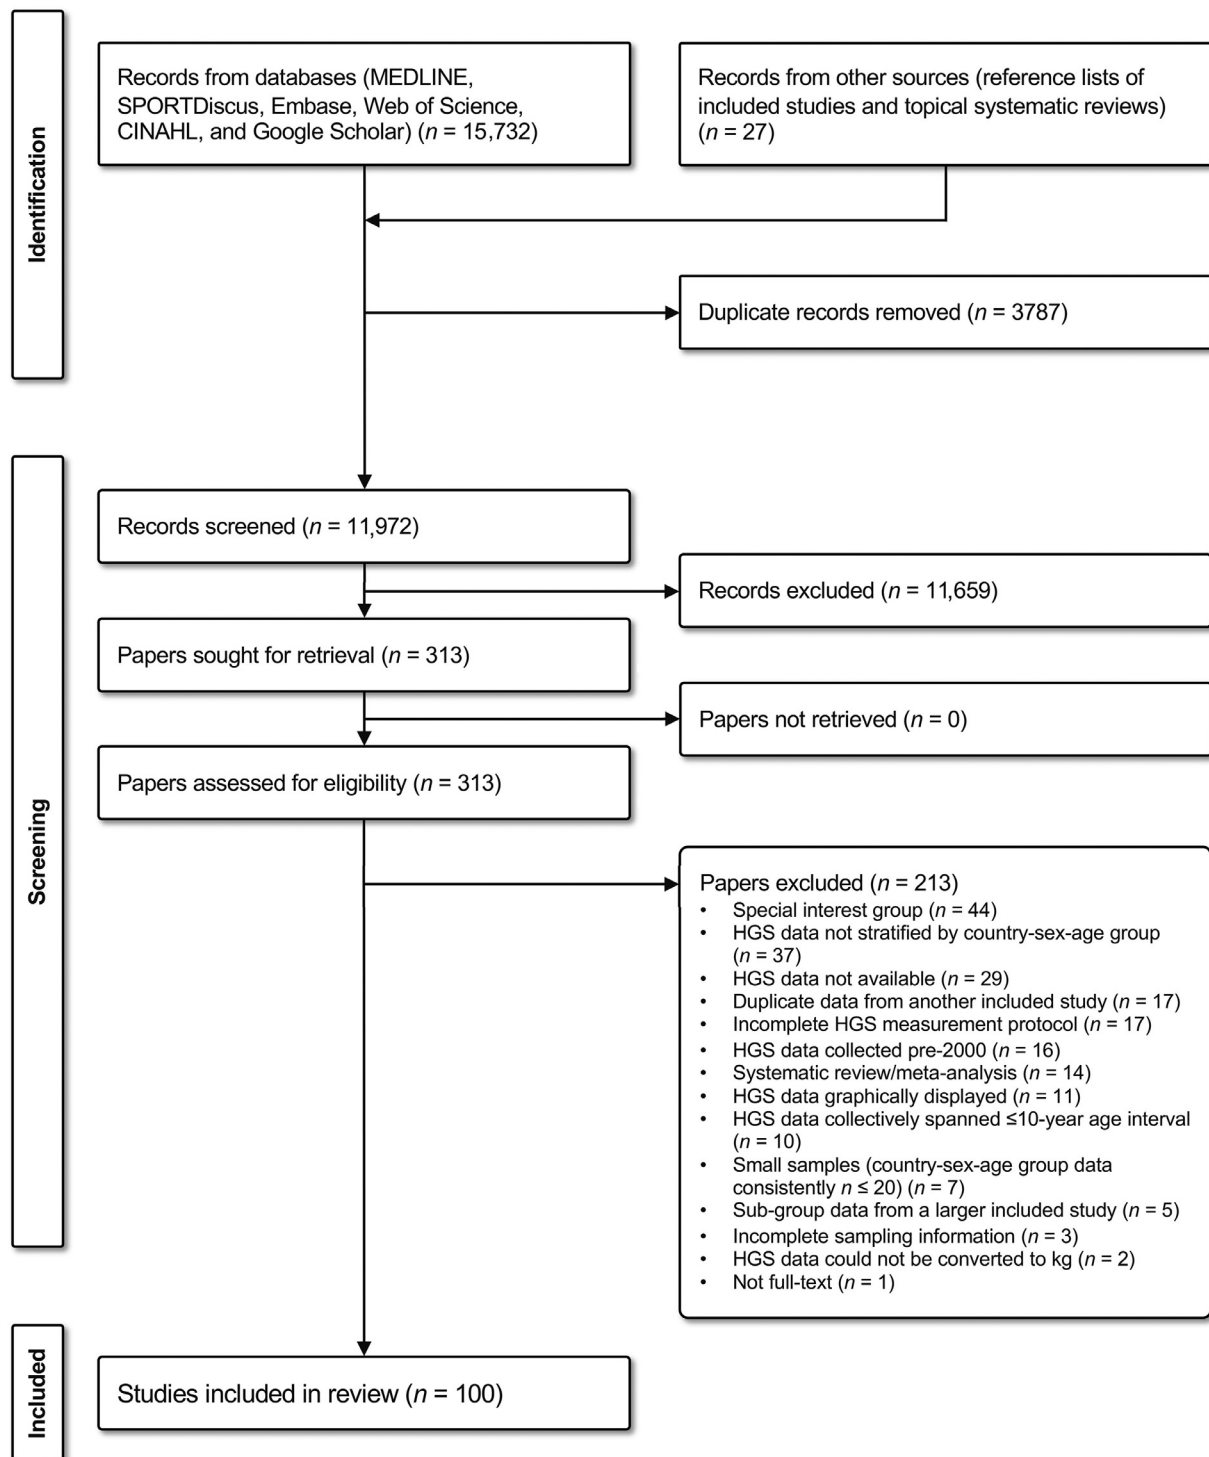 Identification
Records from databases (MEDLINE,
SPORTDiscus, Embase, Web of Science,
CINAHL, and Google Scholar) (n = 15,732)
Records from other sources (reference lists of
included studies and topical systematic reviews)
(n = 27)
Duplicate records removed (n = 3787)
Screening
Records screened (n = 11,972)
Records excluded (n = 11,659)
Papers sought for retrieval (n = 313)
Papers not retrieved (n = 0)
Papers assessed for eligibility (n = 313)
Papers excluded (n = 213)
• Special interest group (n = 44)
• HGS data not stratified by country-sex-age group
(n = 37)
• HGS data not available (n = 29)
• Duplicate data from another included study (n = 17)
• Incomplete HGS measurement protocol (n = 17)
• HGS data collected pre-2000 (n = 16)
• Systematic review/meta-analysis (n = 14)
• HGS data graphically displayed (n = 11)
• HGS data collectively spanned ≤10-year age interval
(n = 10)
• Small samples (country-sex-age group data
consistently n ≤ 20) (n = 7)
• Sub-group data from a larger included study (n = 5)
• Incomplete sampling information (n = 3)
• HGS data could not be converted to kg (n = 2)
• Not full-text (n = 1)
Included
Studies included in review (n = 100)